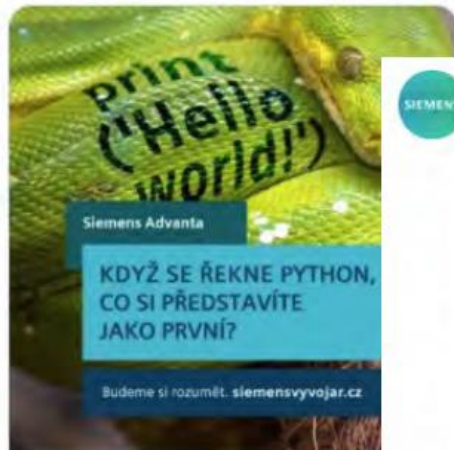 print
('Hello
world!')
SIEMENS
Siemens Advanta
KDYŽ SE ŘEKNE PYTHON,
CO SI PŘEDSTAVÍTE
JAKO PRVNÍ?
Budeme si rozumět. siemensvyvojar.cz